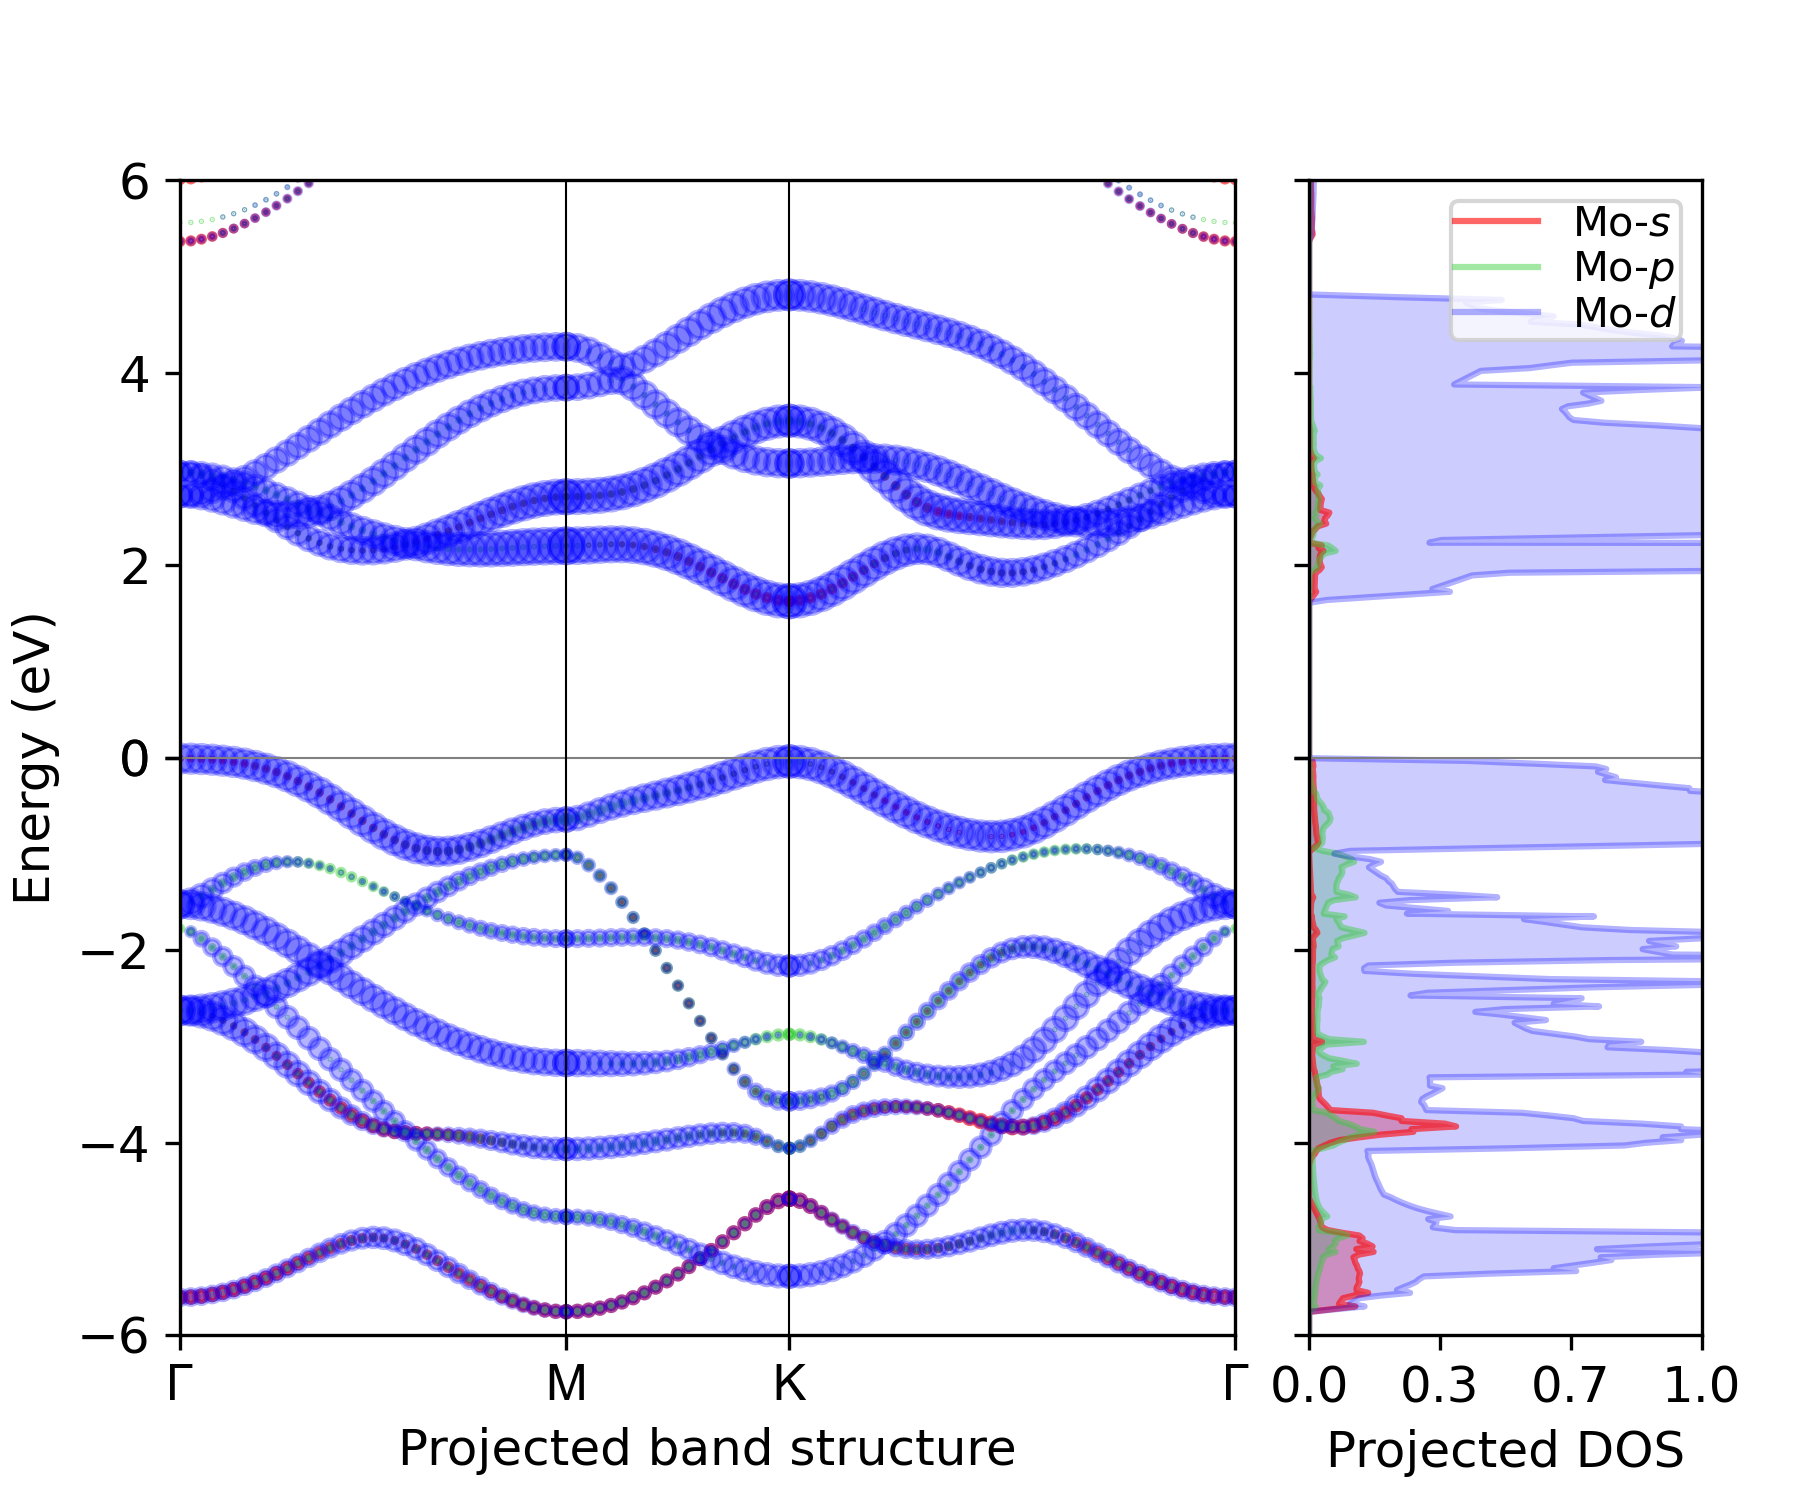 6
4
2
0
−2
−4
−6
Energy (eV)
Γ
M
K
Γ
Projected band structure
Mo-s
Mo-p
Mo-d
0.0
0.3
0.7
1.0
Projected DOS